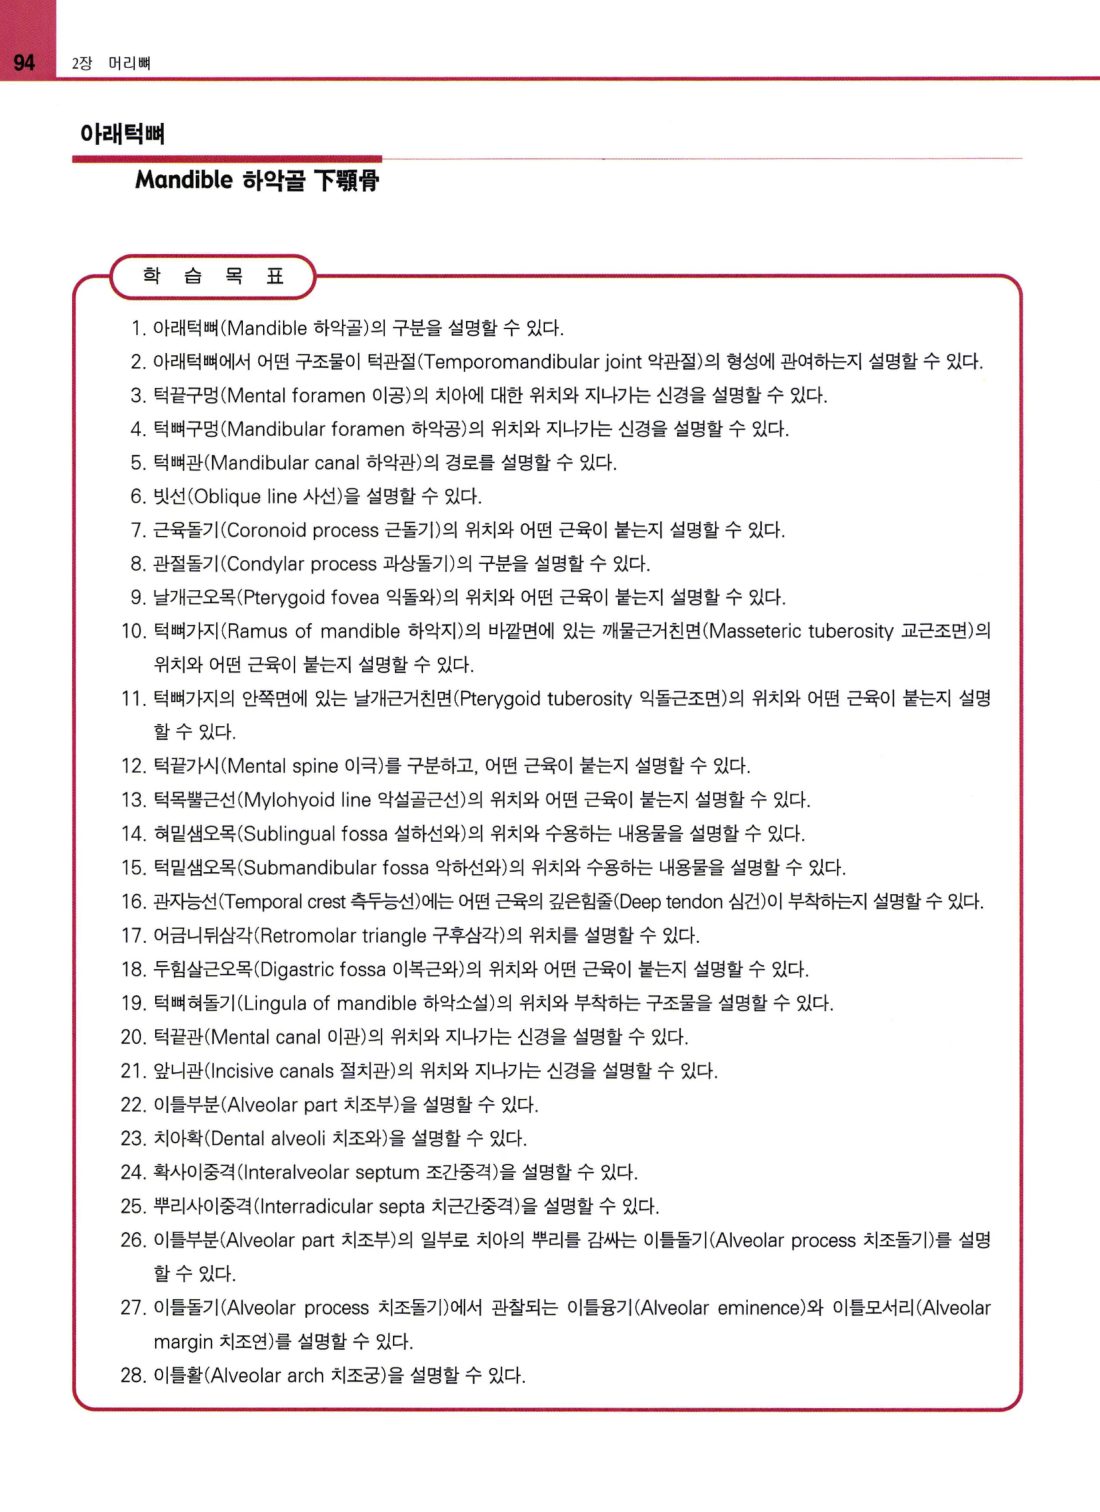 94
2장 머리뼈
아래턱뼈
Mandible 하악골 下顎骨
학 습 목 표
1. 아래턱뼈(Mandible 하악골)의 구분을 설명할 수 있다.
2. 아래턱뼈에서 어떤 구조물이 턱관절(Temporomandibular joint 악관절)의 형성에 관여하는지 설명할 수 있다.
3. 턱끝구멍(Mental foramen 이공)의 치아에 대한 위치와 지나가는 신경을 설명할 수 있다.
4. 턱뼈구멍(Mandibular foramen 하악공)의 위치와 지나가는 신경을 설명할 수 있다.
5. 턱뼈관(Mandibular canal 하악관)의 경로를 설명할 수 있다.
6. 빗선(Oblique line 사선)을 설명할 수 있다.
7. 근육돌기(Coronoid process 근돌기)의 위치와 어떤 근육이 붙는지 설명할 수 있다.
8. 관절돌기(Condylar process 과상돌기)의 구분을 설명할 수 있다.
9. 날개근오목(Pterygoid fovea 익돌와)의 위치와 어떤 근육이 붙는지 설명할 수 있다.
10. 턱뼈가지(Ramus of mandible 하악지)의 바깥면에 있는 깨물근거친면(Masseteric tuberosity 교근조면)의
위치와 어떤 근육이 붙는지 설명할 수 있다.
11. 턱뼈가지의 안쪽면에 있는 날개근거친면(Pterygoid tuberosity 익돌근조면)의 위치와 어떤 근육이 붙는지 설명
할 수 있다.
12. 턱끝가시(Mental spine 이극)를 구분하고, 어떤 근육이 붙는지 설명할 수 있다.
13. 턱목뿔근선(Mylohyoid line 악설골근선)의 위치와 어떤 근육이 붙는지 설명할 수 있다.
14. 혀밑샘오목(Sublingual fossa 설하선와)의 위치와 수용하는 내용물을 설명할 수 있다.
15. 턱밑샘오목(Submandibular fossa 악하선와)의 위치와 수용하는 내용물을 설명할 수 있다.
16. 관자능선(Temporal crest 측두능선)에는 어떤 근육의 깊은힘줄(Deep tendon 심건)이 부착하는지 설명할 수 있다.
17. 어금니뒤삼각(Retromolar triangle 구후삼각)의 위치를 설명할 수 있다.
18. 두힘살근오목(Digastric fossa 이복근와)의 위치와 어떤 근육이 붙는지 설명할 수 있다.
19. 턱뼈혀돌기(Lingula of mandible 하악소설)의 위치와 부착하는 구조물을 설명할 수 있다.
20. 턱끝관(Mental canal 이관)의 위치와 지나가는 신경을 설명할 수 있다.
21. 앞니관(Incisive canals 절치관)의 위치와 지나가는 신경을 설명할 수 있다.
22. 이틀부분(Alveolar part 치조부)을 설명할 수 있다.
23. 치아확(Dental alveoli 치조와)을 설명할 수 있다.
24. 확사이중격(Interalveolar septum 조간중격)을 설명할 수 있다.
25. 뿌리사이중격(Interradicular septa 치근간중격)을 설명할 수 있다.
26. 이틀부분(Alveolar part 치조부)의 일부로 치아의 뿌리를 감싸는 이틀돌기(Alveolar process 치조돌기)를 설명
할 수 있다.
27. 이틀돌기(Alveolar process 치조돌기)에서 관찰되는 이틀융기(Alveolar eminence)와 이틀모서리(Alveolar
margin 치조연)를 설명할 수 있다.
28. 이틀활(Alveolar arch 치조궁)을 설명할 수 있다.